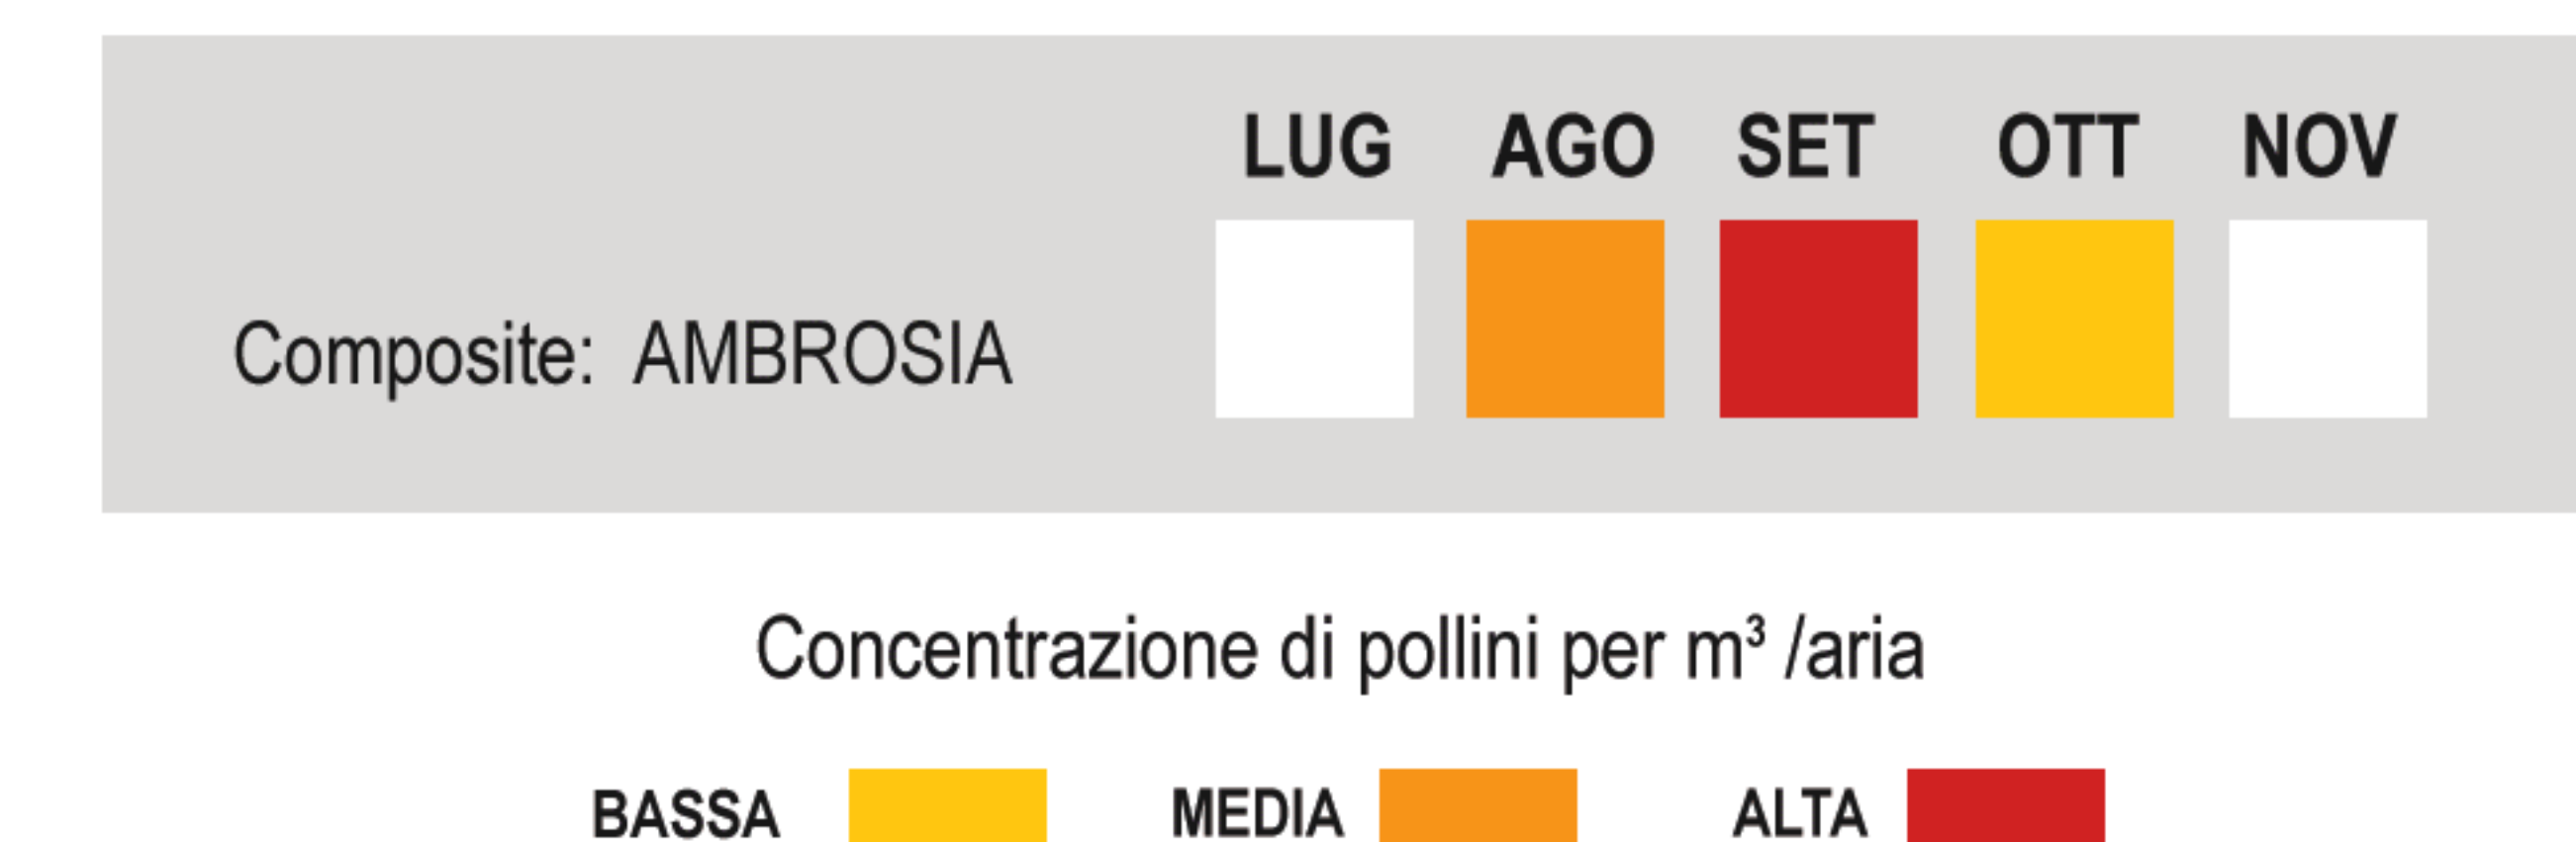 LUG AGO SET OTT NOV
Composite: AMBROSIA
Concentrazione di pollini per m³ /aria
BASSA MEDIA ALTA